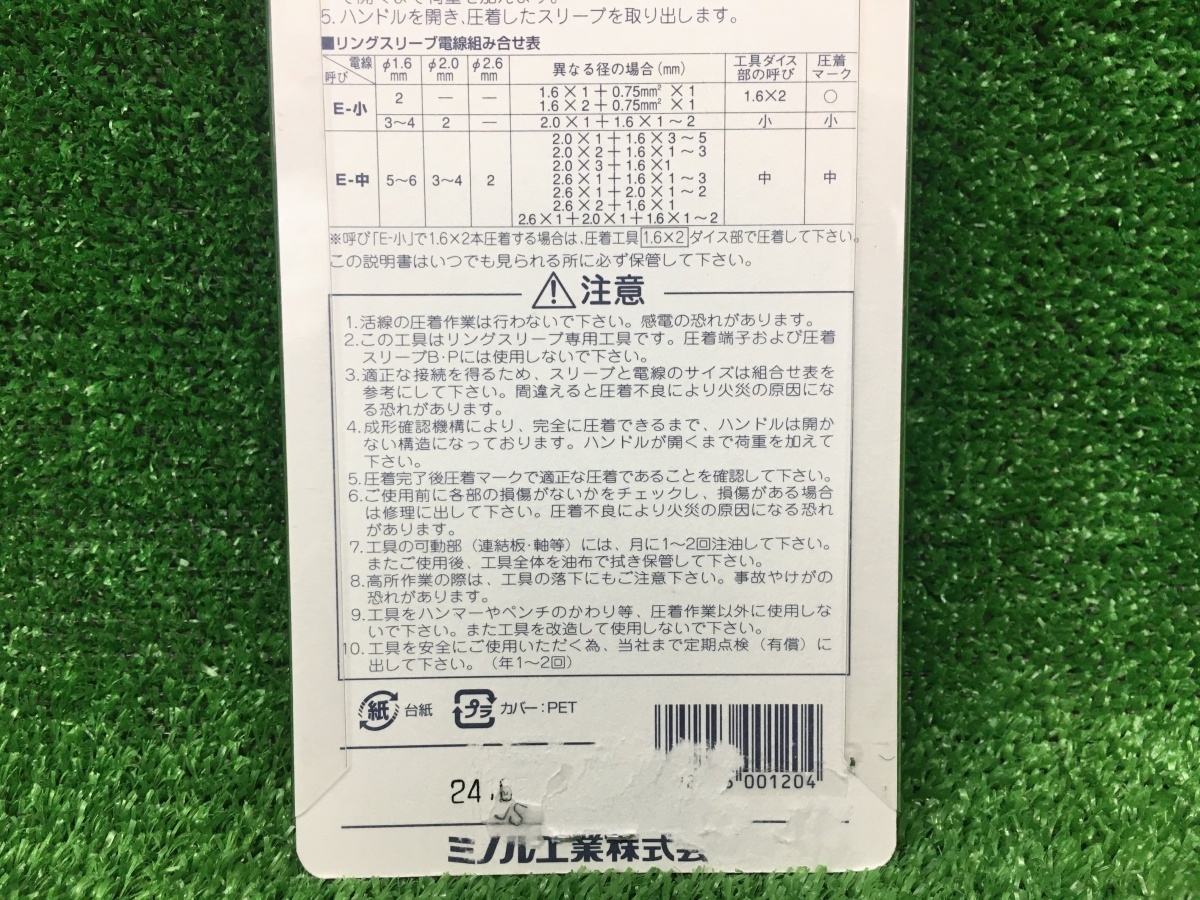 で開くまで荷重を加えます。
5. ハンドルを開き、圧着したスリーブを取り出します。
■リングスリーブ電線組み合せ表
電線 呼び φ1.6 mm φ2.0 mm φ2.6 mm 異なる径の場合(mm) 工具ダイス部の呼び 圧着マーク
E-小 2 — — 1.6×1+0.75mm²×1 1.6×2 ○
1.6×2+0.75mm²×1
3〜4 2 — 2.0×1+1.6×1〜2 小 小
2.0×1+1.6×3〜5
2.0×2+1.6×1〜3
2.0×3+1.6×1
E-中 5〜6 3〜4 2 2.6×1+1.6×1〜3 中 中
2.6×1+2.0×1〜2
2.6×2+1.6×1
2.6×1+2.0×1+1.6×1〜2
※呼び「E-小」で1.6×2本圧着する場合は、圧着工具1.6×2ダイス部で圧着して下さい。
この説明書はいつでも見られる所に必ず保管して下さい。
注意
1.活線の圧着作業は行わないで下さい。感電の恐れがあります。
2.この工具はリングスリーブ専用工具です。圧着端子および圧着
スリーブB・Pには使用しないで下さい。
3.適正な接続を得るため、スリーブと電線のサイズは組合せ表を
参考にして下さい。間違えると圧着不良により火災の原因にな
る恐れがあります。
4.成形確認機構により、完全に圧着できるまで、ハンドルは開か
ない構造になっております。ハンドルが開くまで荷重を加えて
下さい。
5.圧着完了後圧着マークで適正な圧着であることを確認して下さい。
6.ご使用前に各部の損傷がないかをチェックし、損傷がある場合
は修理に出して下さい。圧着不良により火災の原因になる恐れ
があります。
7.工具の可動部（連結板・軸等）には、月に1〜2回注油して下さい。
またご使用後、工具全体を油布で拭き保管して下さい。
8.高所作業の際は、工具の落下にもご注意下さい。事故やけがの
恐れがあります。
9.工具をハンマーやペンチのかわり等、圧着作業以外に使用しな
いで下さい。また工具を改造して使用しないで下さい。
10.工具を安全にご使用いただく為、当社まで定期点検（有償）に
出して下さい。（年1〜2回）
紙 台紙 プラ カバー：PET
001204
24.
JS
ミノル工業株式会